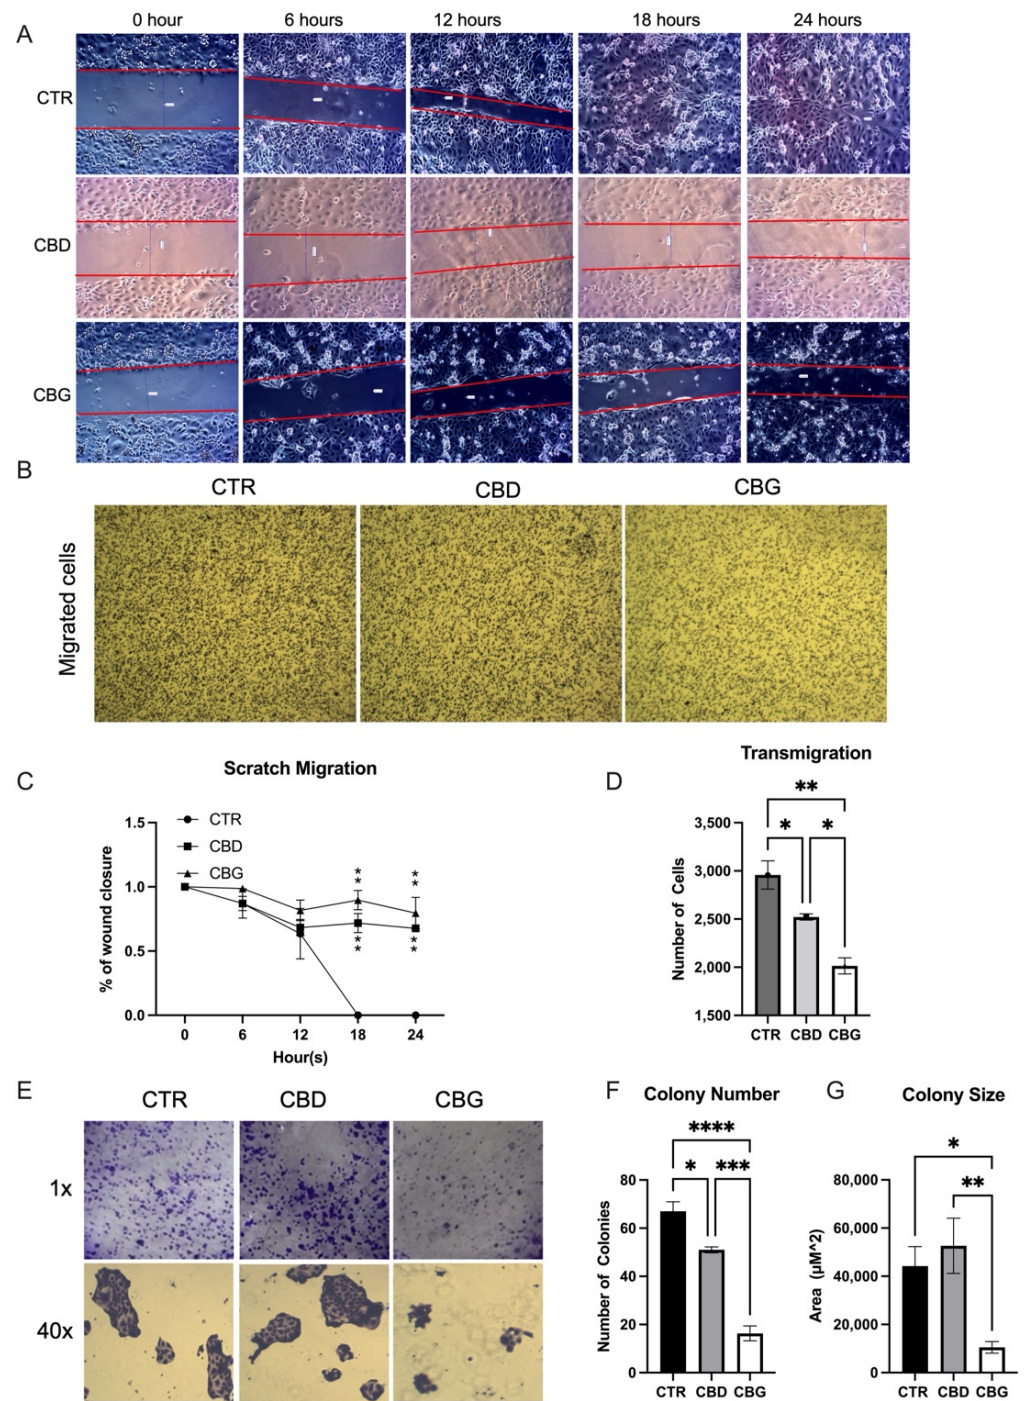 0 hour 6 hours 12 hours 18 hours 24 hours
A
CTR
CBD
CBG
B
CTR CBD CBG
Migrated cells
C
Scratch Migration
CTR
CBD
CBG
1.5
1.0
0.5
0.0
% of wound closure
** **
** **
0 6 12 18 24
Hour(s)
D
Transmigration
**
* *
3,500
3,000
2,500
2,000
1,500
Number of Cells
CTR CBD CBG
E
CTR CBD CBG
1x
40x
F
Colony Number
****
* ***
80
60
40
20
0
Number of Colonies
CTR CBD CBG
G
Colony Size
*
**
80,000
60,000
40,000
20,000
0
Area (µM^2)
CTR CBD CBG